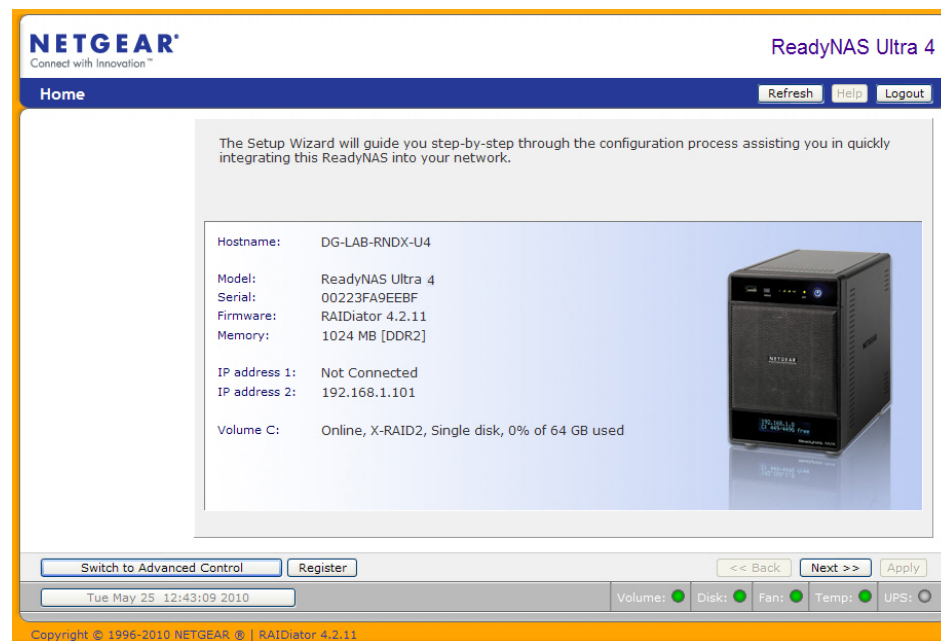 NETGEAR®
Connect with Innovation™
ReadyNAS Ultra 4
Home
Refresh
Help
Logout
The Setup Wizard will guide you step-by-step through the configuration process assisting you in quickly
integrating this ReadyNAS into your network.
Hostname: DG-LAB-RNDX-U4
Model: ReadyNAS Ultra 4
Serial: 00223FA9EEBF
Firmware: RAIDiator 4.2.11
Memory: 1024 MB [DDR2]
IP address 1: Not Connected
IP address 2: 192.168.1.101
Volume C: Online, X-RAID2, Single disk, 0% of 64 GB used
NETGEAR
Switch to Advanced Control
Register
<< Back
Next >>
Apply
Tue May 25 12:43:09 2010
Volume:
Disk:
Fan:
Temp:
UPS:
Copyright © 1996-2010 NETGEAR ® | RAIDiator 4.2.11